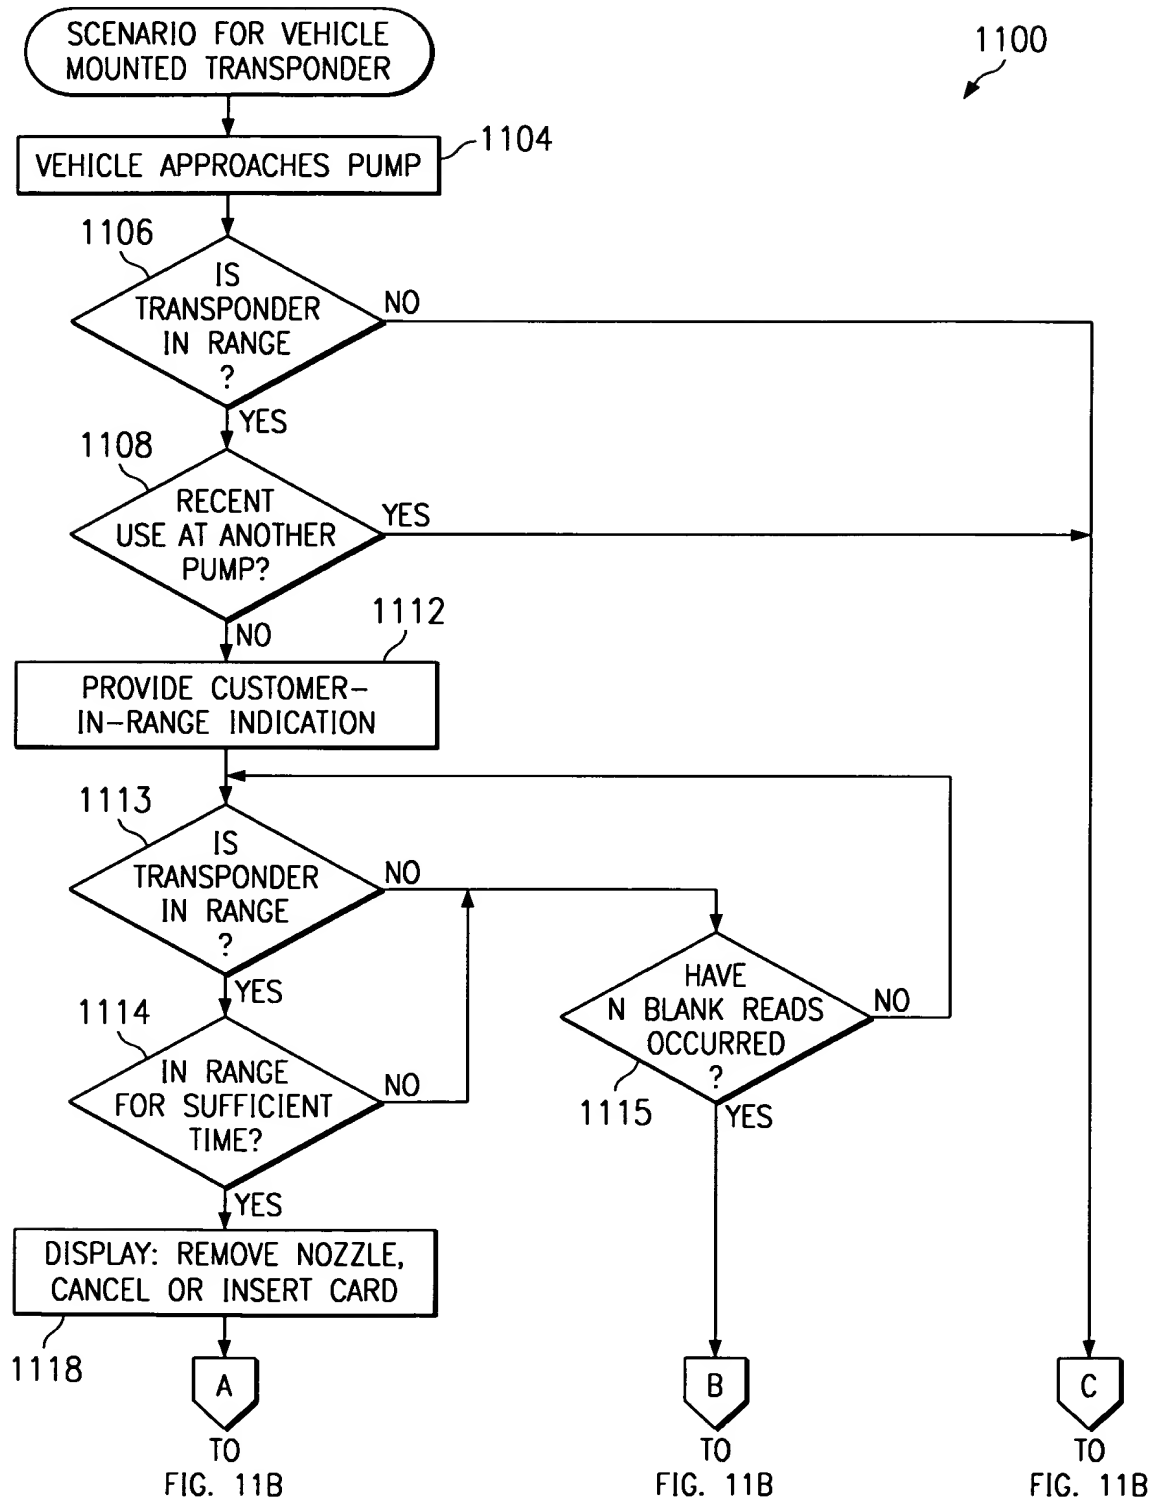 SCENARIO FOR VEHICLE
MOUNTED TRANSPONDER
1100
VEHICLE APPROACHES PUMP
1104
1106
IS
TRANSPONDER
IN RANGE
?
NO
YES
1108
RECENT
USE AT ANOTHER
PUMP?
YES
NO
1112
PROVIDE CUSTOMER-
IN-RANGE INDICATION
1113
IS
TRANSPONDER
IN RANGE
?
NO
YES
HAVE
N BLANK READS
OCCURRED
?
NO
1115
YES
1114
IN RANGE
FOR SUFFICIENT
TIME?
NO
YES
DISPLAY: REMOVE NOZZLE,
CANCEL OR INSERT CARD
1118
A
TO
FIG. 11B
B
TO
FIG. 11B
C
TO
FIG. 11B